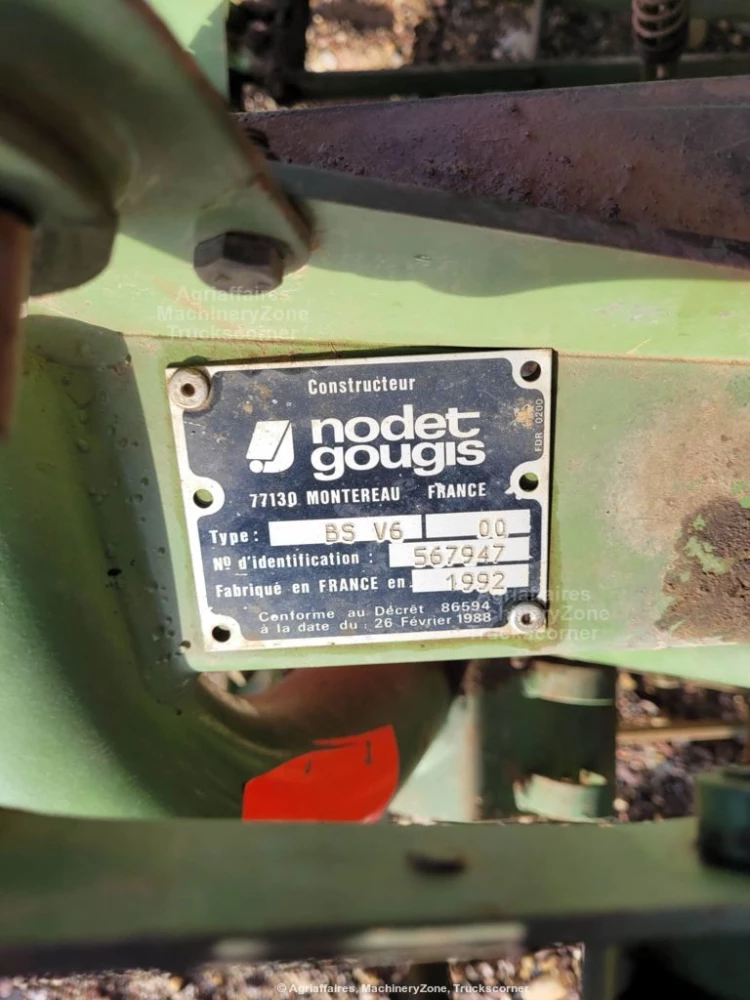 Agriaffaires
MachineryZone
Truckscorner
Constructeur
nodet
gougis
FDR 0200
77130 MONTEREAU FRANCE
Type : BS V6 00
Nº d'identification : 567947
Fabriqué en FRANCE en 1992
Conforme au Décret 86594
à la date du : 26 Février 1988
Agriaffaires
MachineryZone
Truckscorner
© Agriaffaires, MachineryZone, Truckscorner